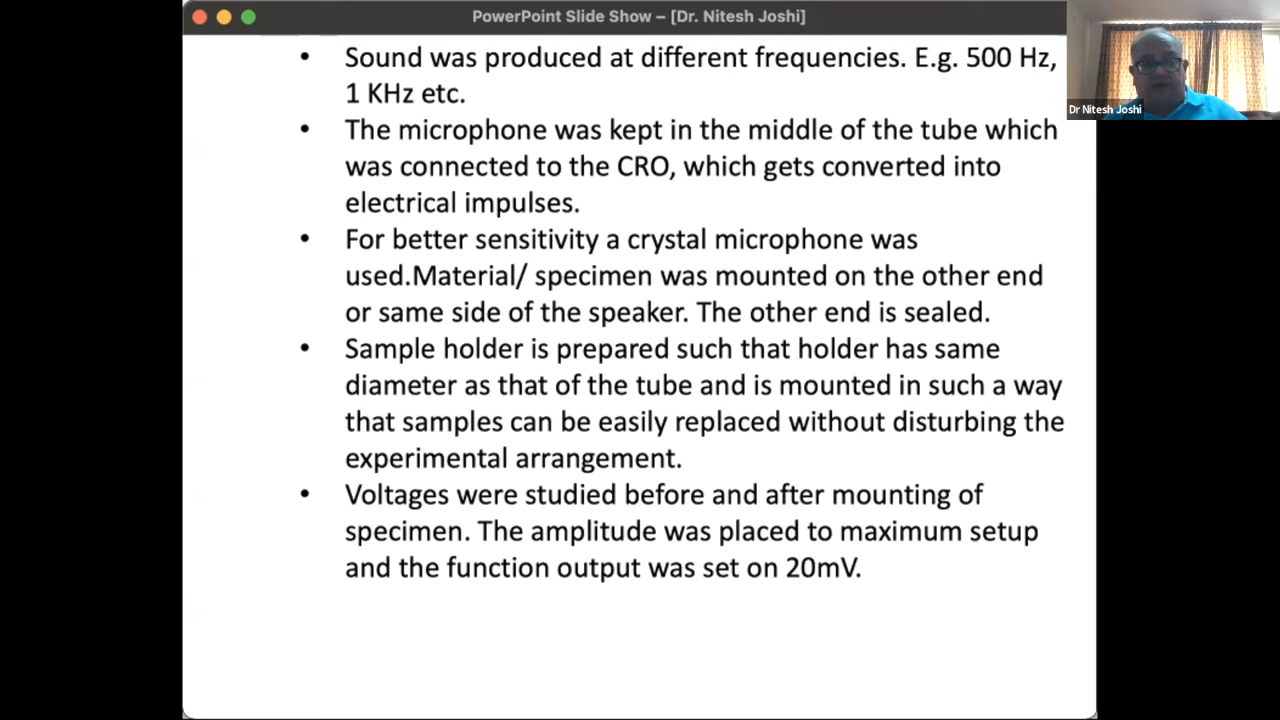 PowerPoint Slide Show – [Dr. Nitesh Joshi]
• Sound was produced at different frequencies. E.g. 500 Hz,
1 KHz etc.
• The microphone was kept in the middle of the tube which
was connected to the CRO, which gets converted into
electrical impulses.
• For better sensitivity a crystal microphone was
used.Material/ specimen was mounted on the other end
or same side of the speaker. The other end is sealed.
• Sample holder is prepared such that holder has same
diameter as that of the tube and is mounted in such a way
that samples can be easily replaced without disturbing the
experimental arrangement.
• Voltages were studied before and after mounting of
specimen. The amplitude was placed to maximum setup
and the function output was set on 20mV.
Dr Nitesh Joshi